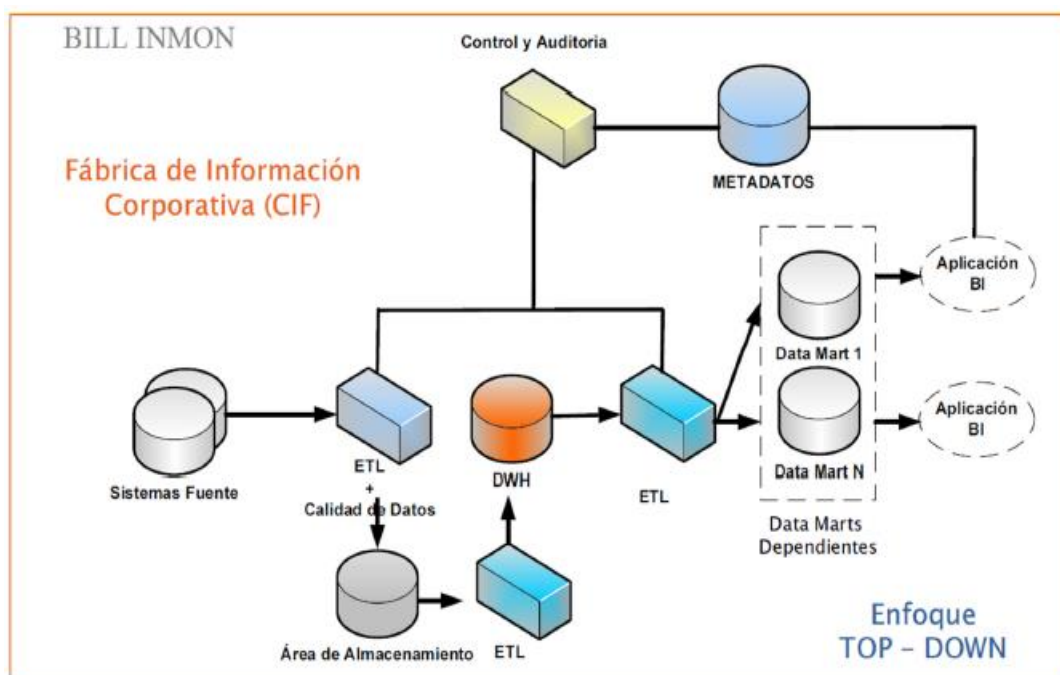 BILL INMON
Control y Auditoria
Fábrica de Información
Corporativa (CIF)
METADATOS
Aplicación
BI
Data Mart 1
Sistemas Fuente
ETL
+
Calidad de Datos
DWH
ETL
Data Mart N
Aplicación
BI
Data Marts
Dependientes
Área de Almacenamiento
ETL
Enfoque
TOP – DOWN